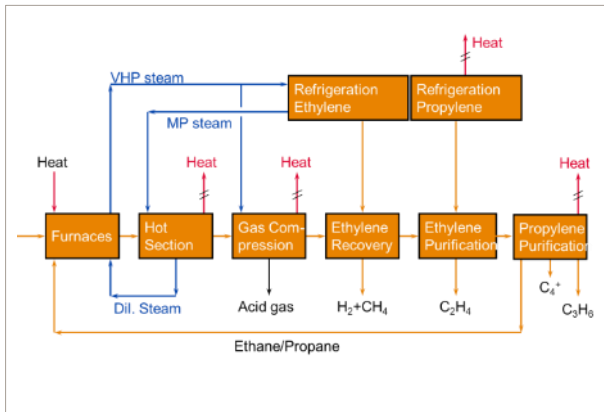 Heat
VHP steam
Refrigeration
Ethylene
Refrigeration
Propylene
MP steam
Heat
Heat
Heat
Heat
Furnaces
Hot
Section
Gas Com-
pression
Ethylene
Recovery
Ethylene
Purification
Propylene
Purification
Dil. Steam
Acid gas
H₂+CH₄
C₂H₄
C₄⁺
C₃H₆
Ethane/Propane